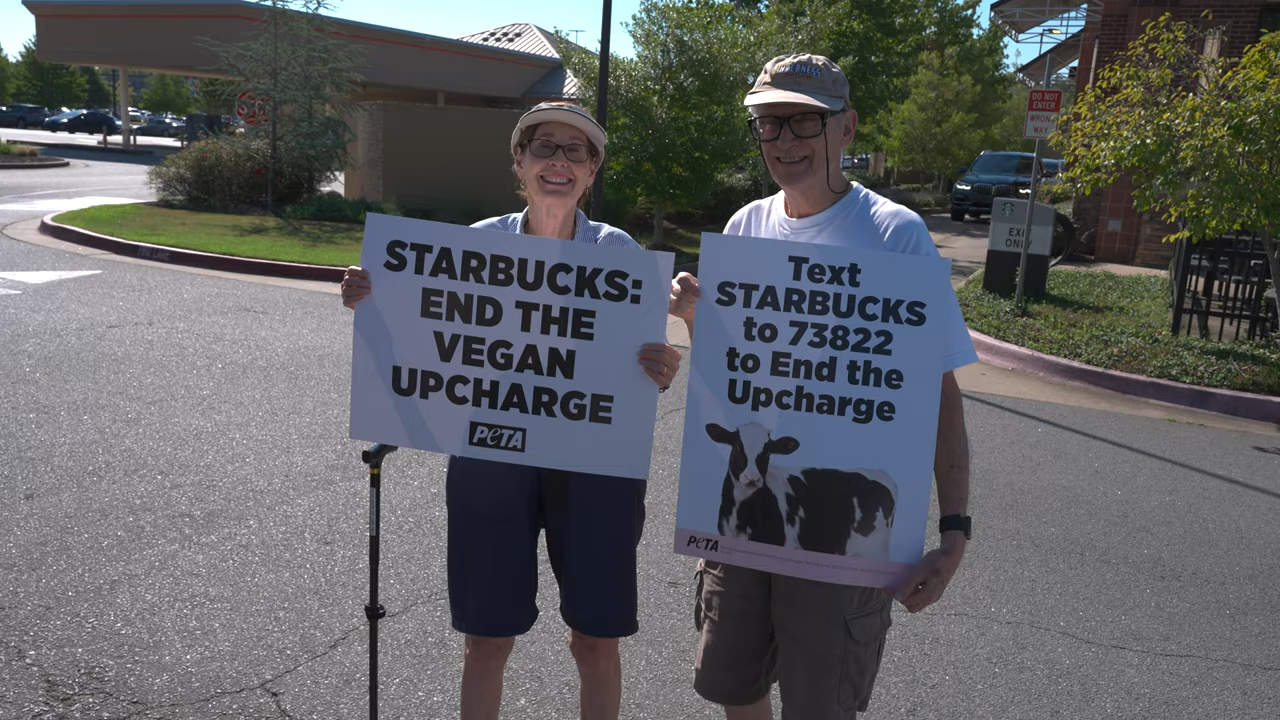 STARBUCKS:
END THE
VEGAN
UPCHARGE
PETA
Text
STARBUCKS
to 73822
to End the
Upcharge
PETA
DO NOT
ENTER
WRONG
WAY
ONLY